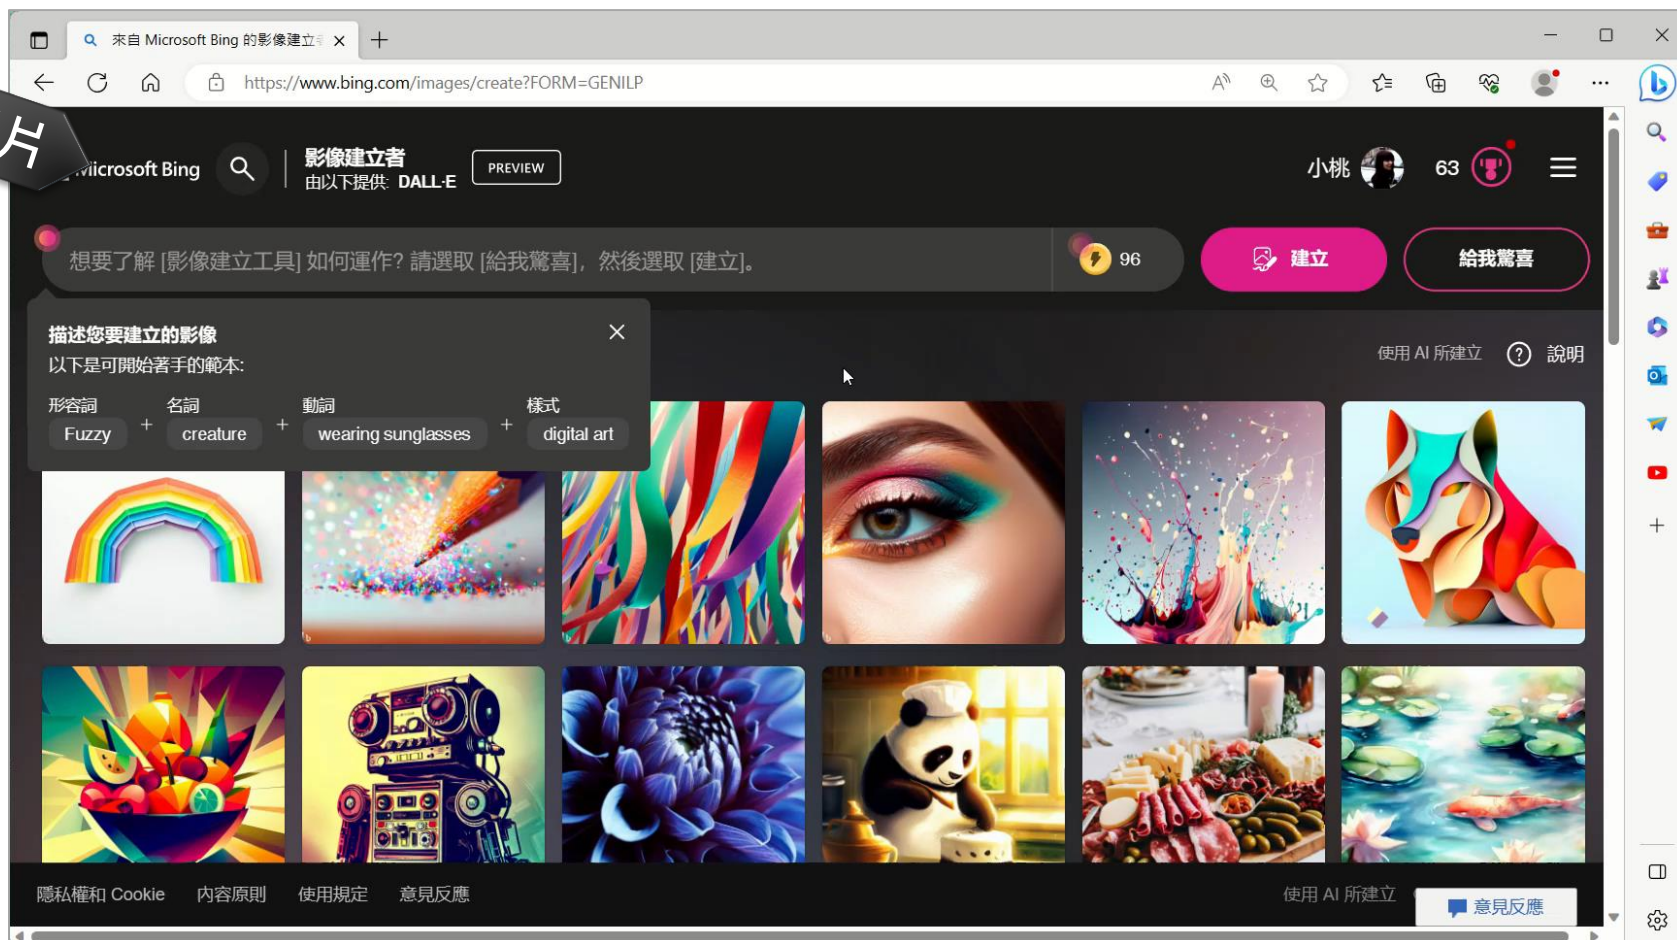 來自 Microsoft Bing 的影像建立
https://www.bing.com/images/create?FORM=GENILP
片
Microsoft Bing
影像建立者
由以下提供: DALL·E
PREVIEW
小桃
63
想要了解 [影像建立工具] 如何運作? 請選取 [給我驚喜]，然後選取 [建立]。
96
建立
給我驚喜
描述您要建立的影像
以下是可開始著手的範本:
形容詞 名詞 動詞 樣式
Fuzzy + creature + wearing sunglasses + digital art
使用 AI 所建立
說明
隱私權和 Cookie 內容原則 使用規定 意見反應
使用 AI 所建立
意見反應